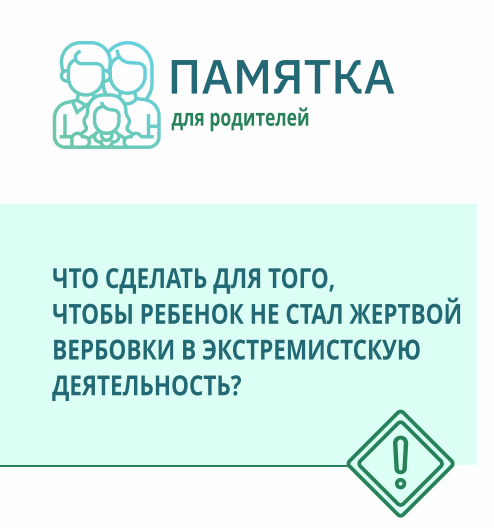 ПАМЯТКА
для родителей
ЧТО СДЕЛАТЬ ДЛЯ ТОГО,
ЧТОБЫ РЕБЕНОК НЕ СТАЛ ЖЕРТВОЙ
ВЕРБОВКИ В ЭКСТРЕМИСТСКУЮ
ДЕЯТЕЛЬНОСТЬ?